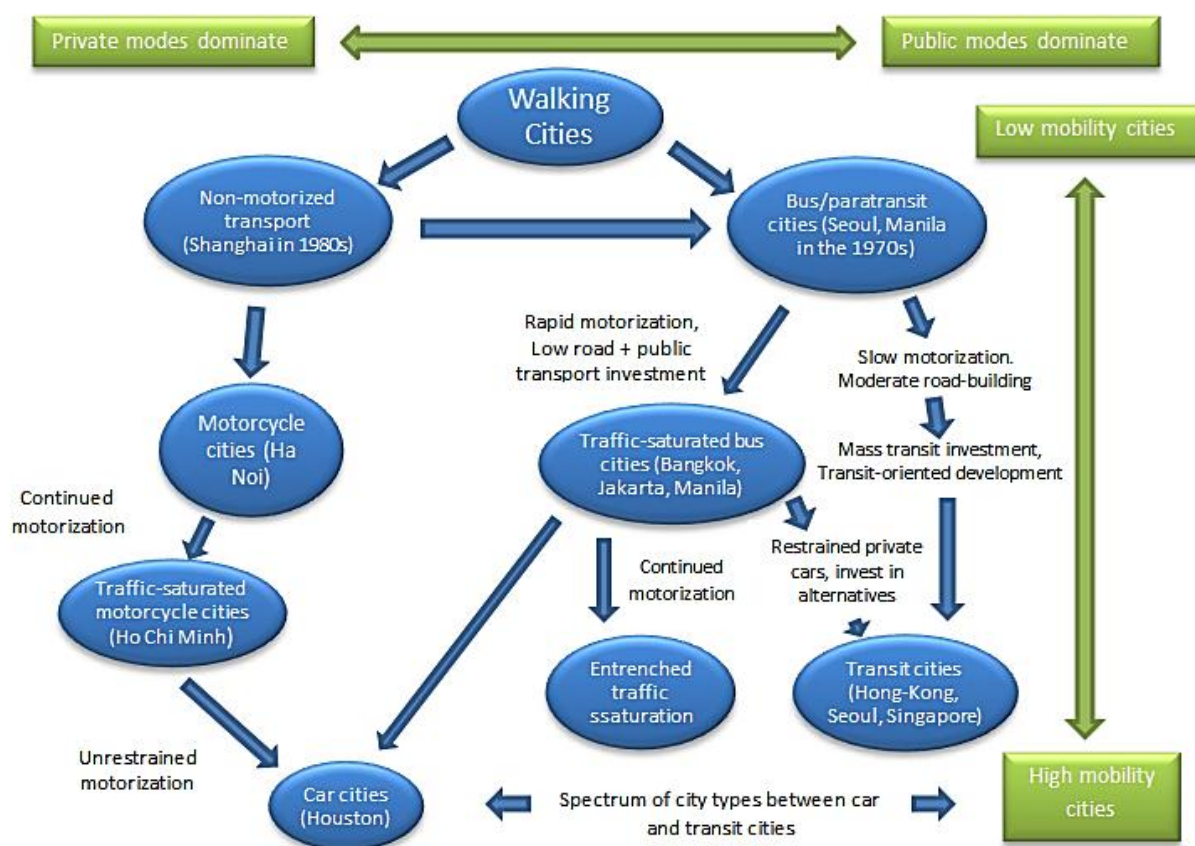 Private modes dominate
Public modes dominate
Walking
Cities
Low mobility cities
Non-motorized
transport
(Shanghai in 1980s)
Bus/paratransit
cities (Seoul, Manila
in the 1970s)
Rapid motorization,
Low road + public
transport investment
Slow motorization.
Moderate road-building
Motorcycle
cities (Ha
Noi)
Traffic-saturated bus
cities (Bangkok,
Jakarta, Manila)
Mass transit investment,
Transit-oriented development
Continued
motorization
Traffic-saturated
motorcycle cities
(Ho Chi Minh)
Continued
motorization
Restrained private
cars, invest in
alternatives
Entrenched
traffic
ssaturation
Transit cities
(Hong-Kong,
Seoul, Singapore)
Unrestrained
motorization
Car cities
(Houston)
Spectrum of city types between car
and transit cities
High mobility
cities